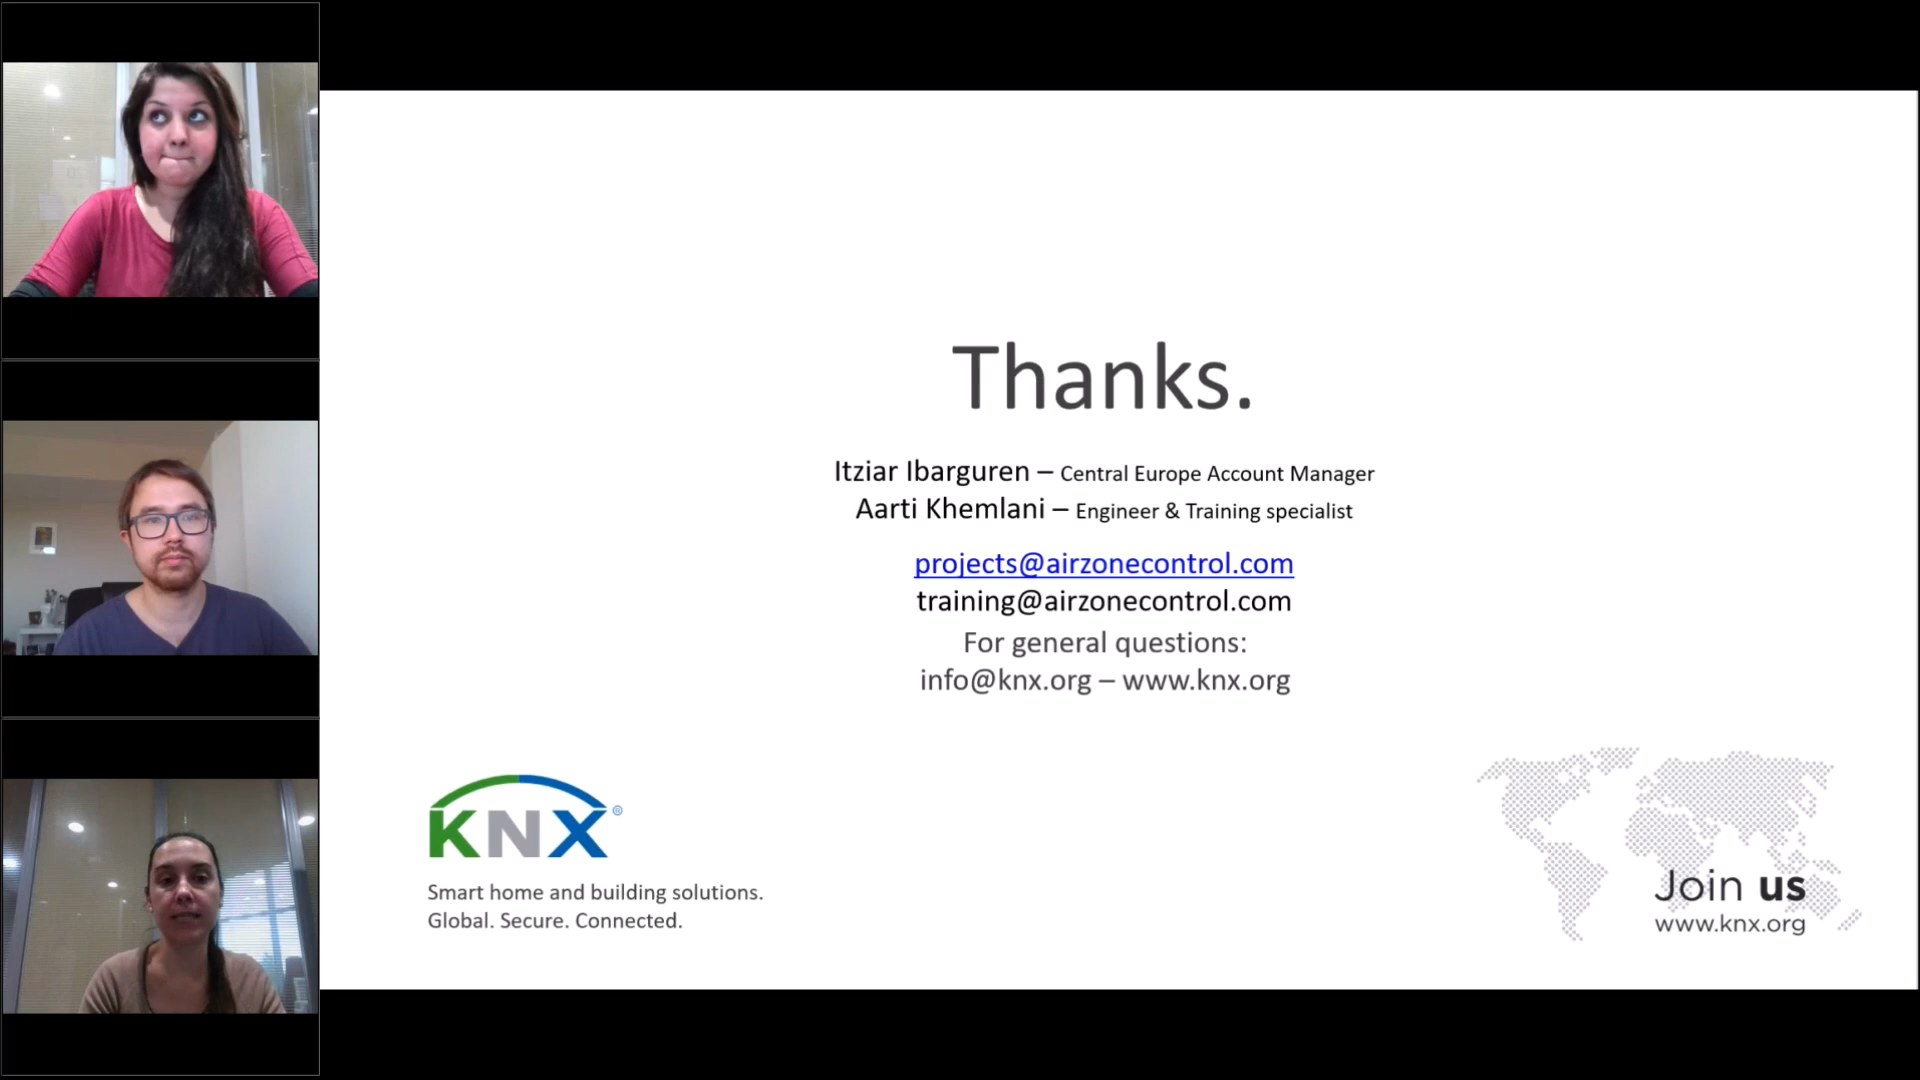 Thanks.
Itziar Ibarguren – Central Europe Account Manager
Aarti Khemlani – Engineer & Training specialist
projects@airzonecontrol.com
training@airzonecontrol.com
For general questions:
info@knx.org – www.knx.org
KNX®
Smart home and building solutions.
Global. Secure. Connected.
Join us
www.knx.org